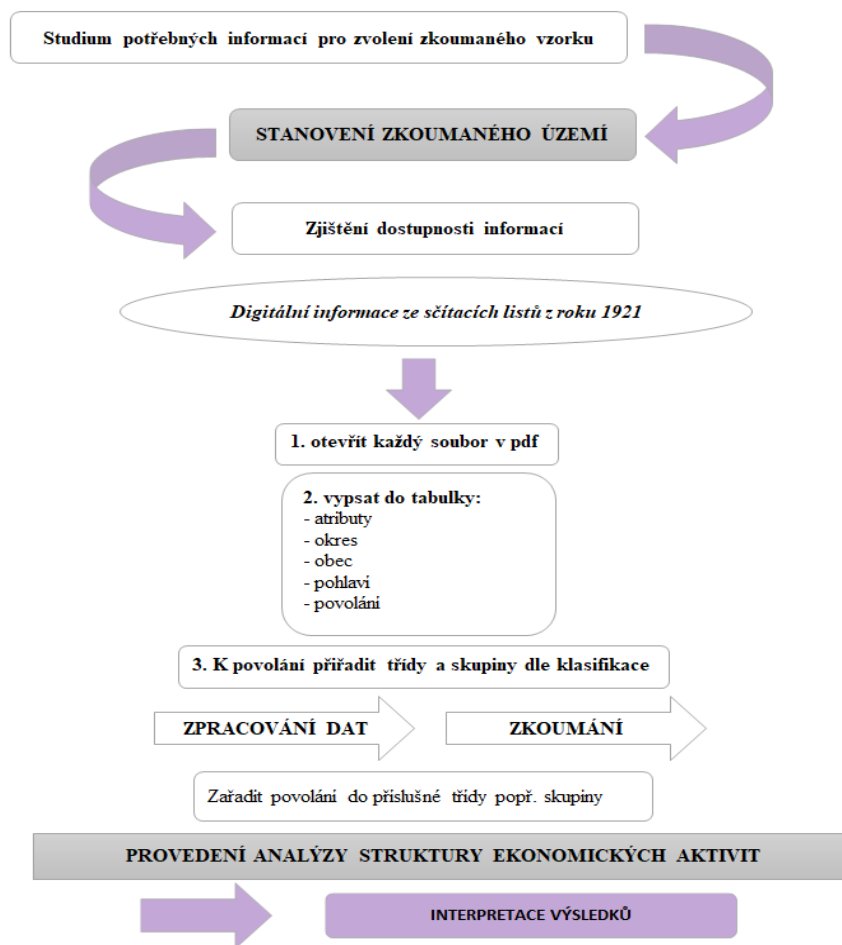 Studium potřebných informací pro zvolení zkoumaného vzorku
STANOVENÍ ZKOUMANÉHO ÚZEMÍ
Zjištění dostupnosti informací
Digitální informace ze sčítacích listů z roku 1921
1. otevřít každý soubor v pdf
2. vypsat do tabulky:
- atributy
- okres
- obec
- pohlaví
- povolání
3. K povolání přiřadit třídy a skupiny dle klasifikace
ZPRACOVÁNÍ DAT
ZKOUMÁNÍ
Zařadit povolání do příslušné třídy popř. skupiny
PROVEDENÍ ANALÝZY STRUKTURY EKONOMICKÝCH AKTIVIT
INTERPRETACE VÝSLEDKŮ